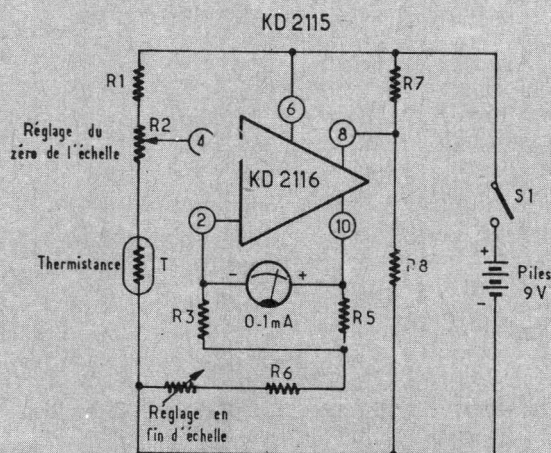 KD 2115
R1
R7
6
Réglage du
zéro de l'échelle
R2
4
8
KD 2116
2
10
S1
Thermistance
T
-
+
R3
0-1mA
R5
+
-
Piles
9V
R6
Réglage en
fin d'échelle